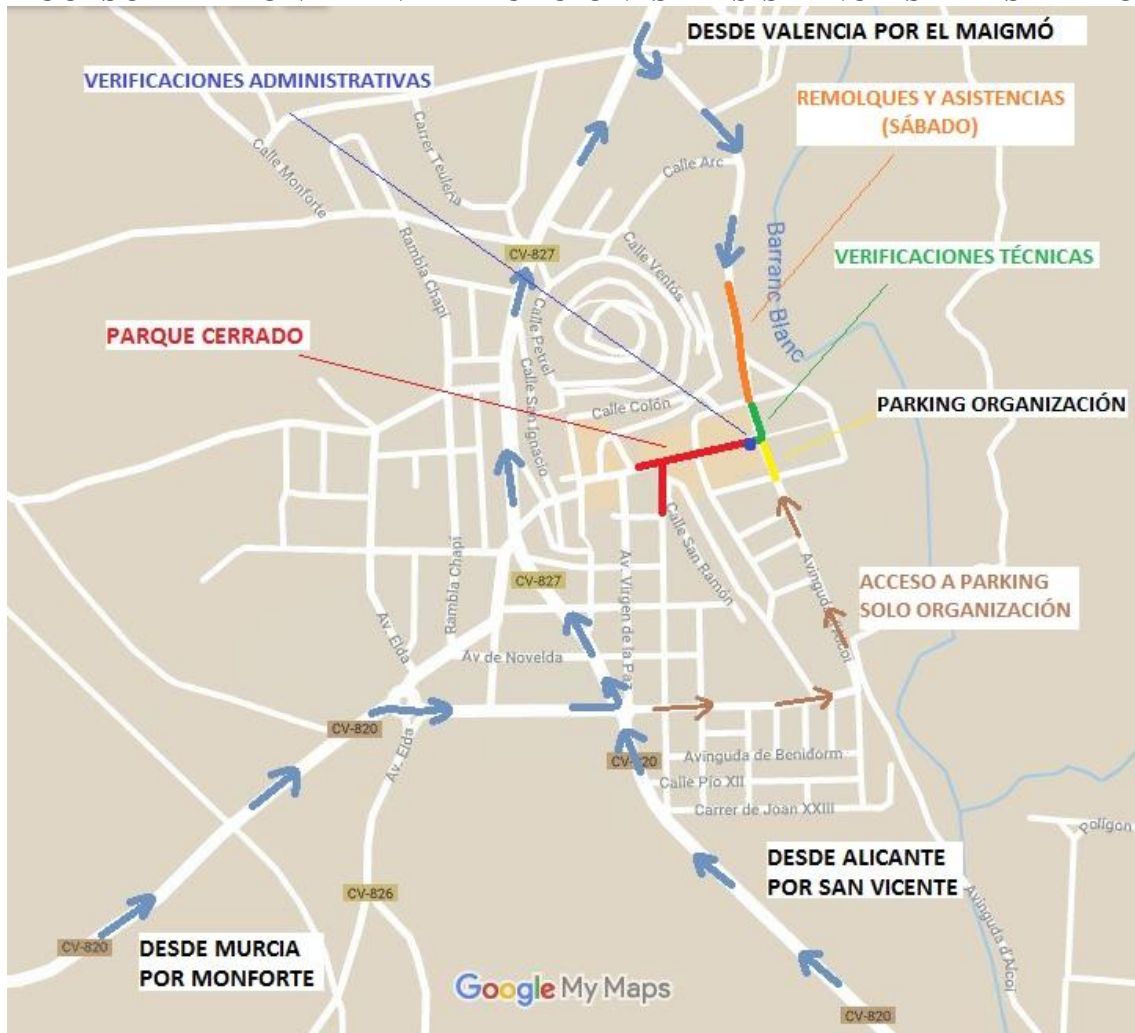 DESDE VALENCIA POR EL MAIGMÓ
VERIFICACIONES ADMINISTRATIVAS
REMOLQUES Y ASISTENCIAS
(SÁBADO)
Carrer Teulería
Calle Monforte
Calle Arc
Rambla Chapí
Barranc Blanc
CV-827
Calle Ventós
VERIFICACIONES TÉCNICAS
Calle Petrel
PARQUE CERRADO
Calle San Ignacio
Calle Colón
PARKING ORGANIZACIÓN
Calle San Ramón
Rambla Chapí
CV-827
Av. Virgen de la Paz
Avinguda d'Alcoi
ACCESO A PARKING
SOLO ORGANIZACIÓN
Av. Elda
Av de Novelda
CV-820
Av. Elda
Avinguda de Benidorm
Calle Pío XII
Carrer de Joan XXIII
polígon
DESDE ALICANTE
POR SAN VICENTE
CV-826
Avinguda d'Alcoi
CV-820
DESDE MURCIA
POR MONFORTE
Google My Maps
CV-820